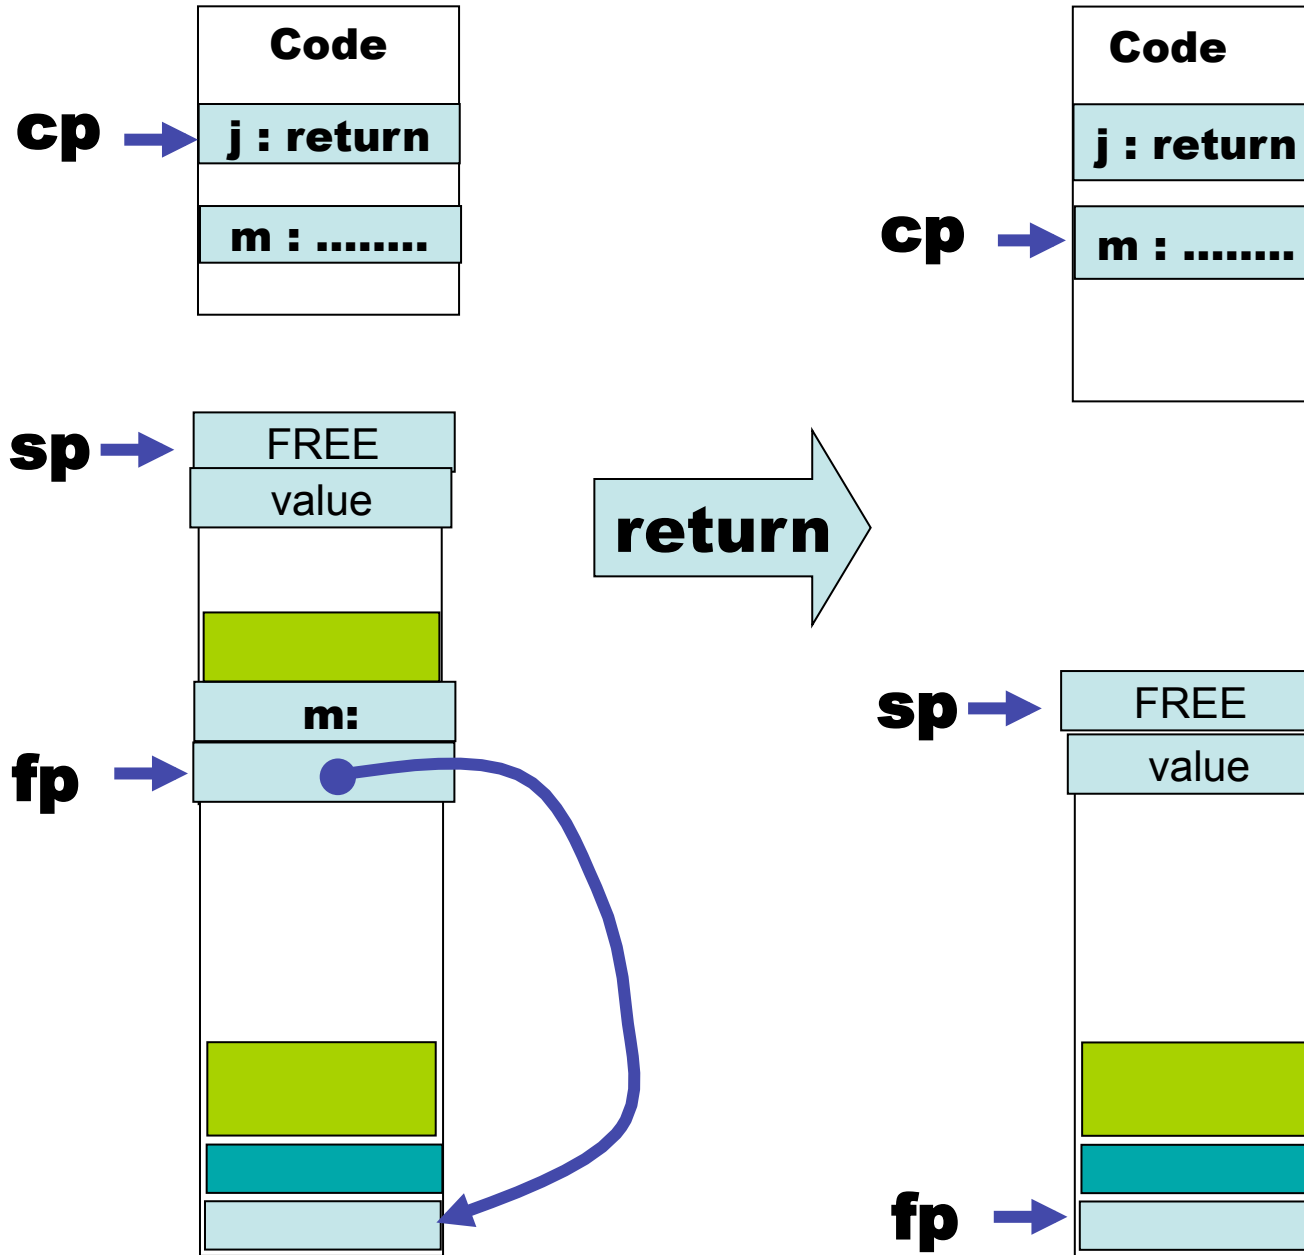 Code
cp
j : return
m : ........
Code
j : return
cp
m : ........
sp
FREE
value
return
m:
fp
sp
FREE
value
fp